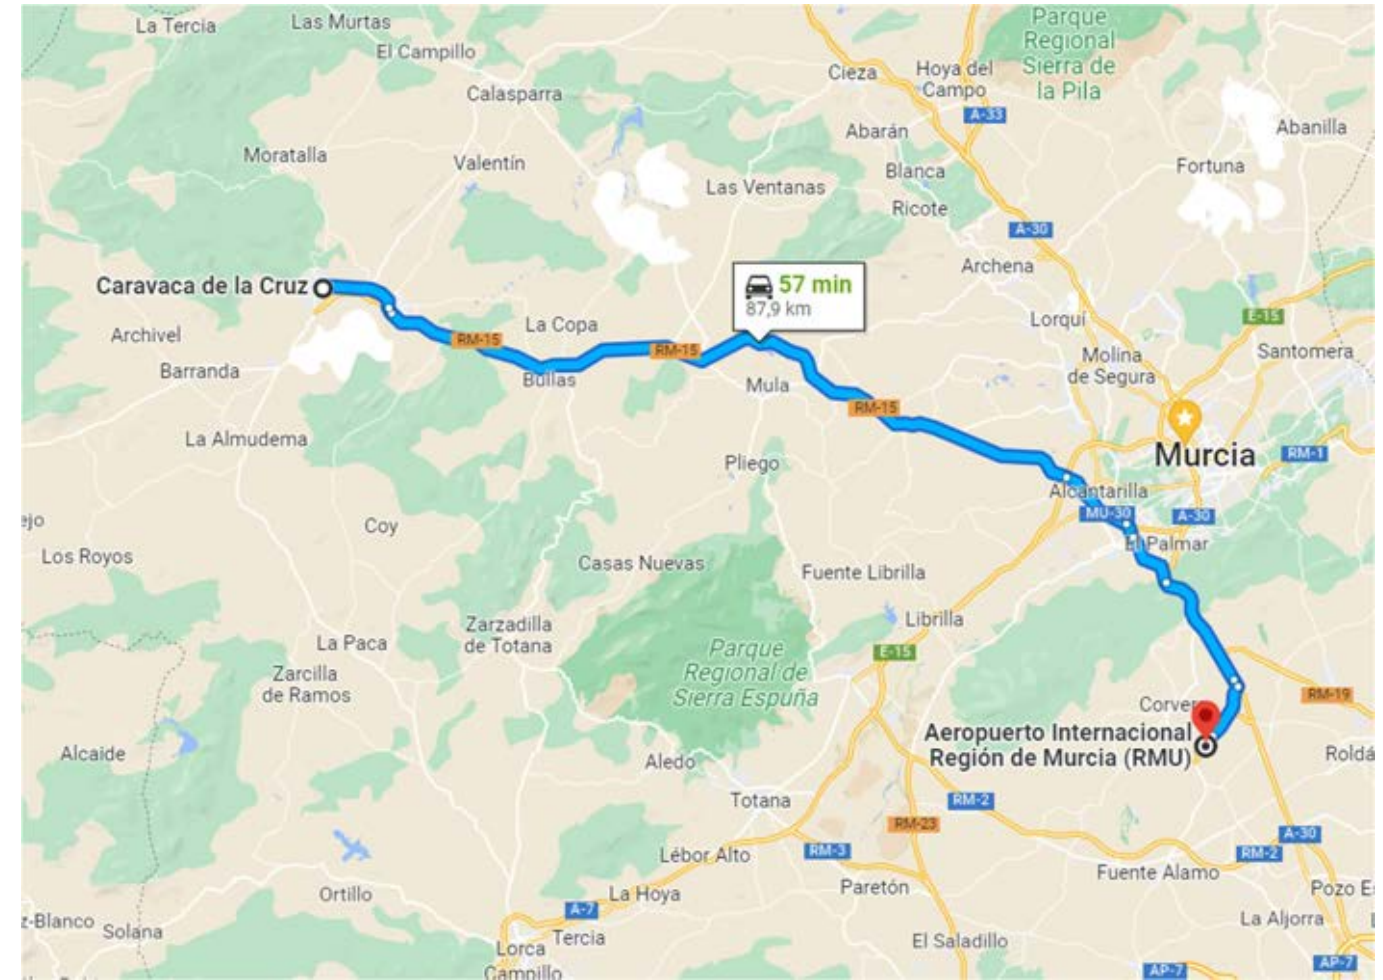 La Tercia
Las Murtas
El Campillo
Calasparra
Moratalla
Valentín
Las Ventanas
Cieza
Hoya del
Campo
Parque
Regional
Sierra de
la Pila
A-33
Abarán
Blanca
Ricote
Abanilla
Fortuna
A-30
Archena
Caravaca de la Cruz
57 min
87,9 km
Archivel
Barranda
La Copa
RM-15
RM-15
Bullas
Mula
RM-15
Lorquí
E-15
Molina
de Segura
Santomera
Murcia
RM-1
La Almudema
Pliego
Alcantarilla
MU-30
A-30
El Palmar
Coy
Los Royos
Casas Nuevas
Fuente Librilla
Librilla
La Paca
Zarzadilla
de Totana
Parque
Regional de
Sierra Espuña
E-15
Zarcilla
de Ramos
RM-19
Aeropuerto Internacional
Región de Murcia (RMU)
Alcaide
Aledo
Totana
RM-2
RM-23
A-30
RM-2
Lébor Alto
RM-3
Fuente Alamo
Ortillo
La Hoya
Paretón
A-7
Solana
Lorca
Tercia
El Saladillo
La Aljorra
Campillo
AP-7
AP-7